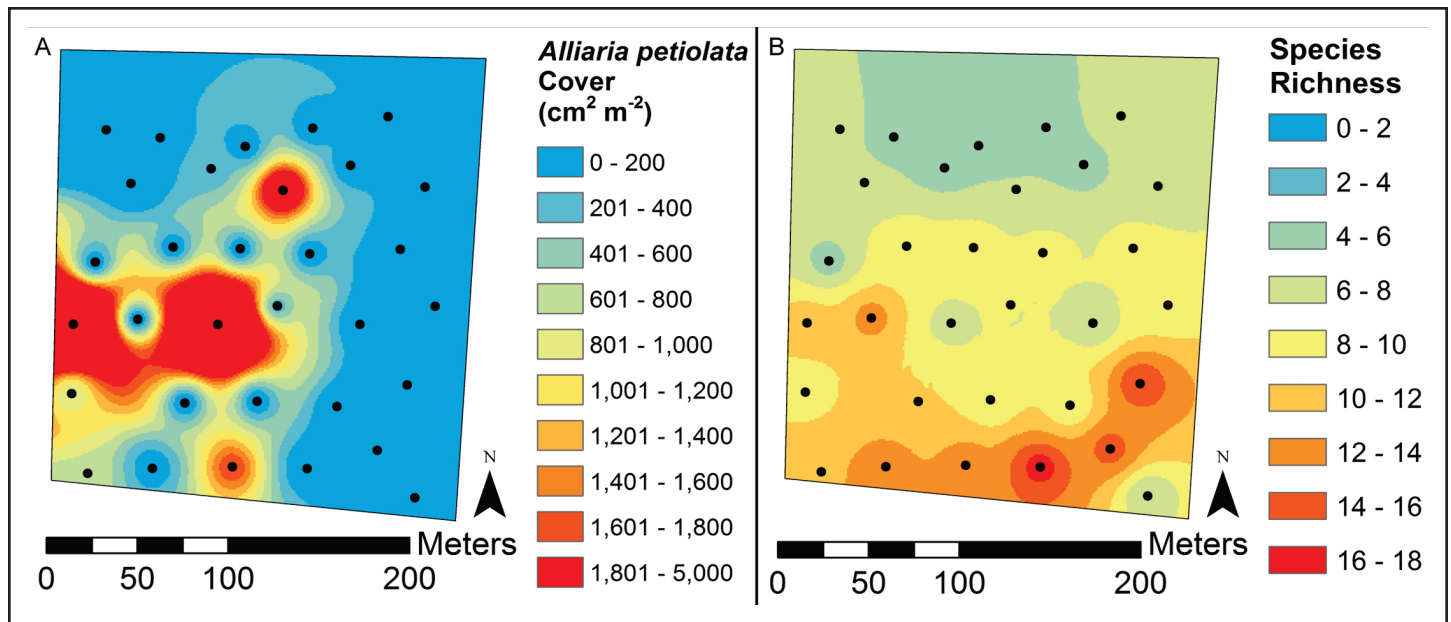 A
Alliaria petiolata
Cover
(cm² m⁻²)
0 - 200
201 - 400
401 - 600
601 - 800
801 - 1,000
1,001 - 1,200
1,201 - 1,400
1,401 - 1,600
1,601 - 1,800
1,801 - 5,000
N
Meters
0 50 100 200
B
Species
Richness
0 - 2
2 - 4
4 - 6
6 - 8
8 - 10
10 - 12
12 - 14
14 - 16
16 - 18
N
Meters
0 50 100 200